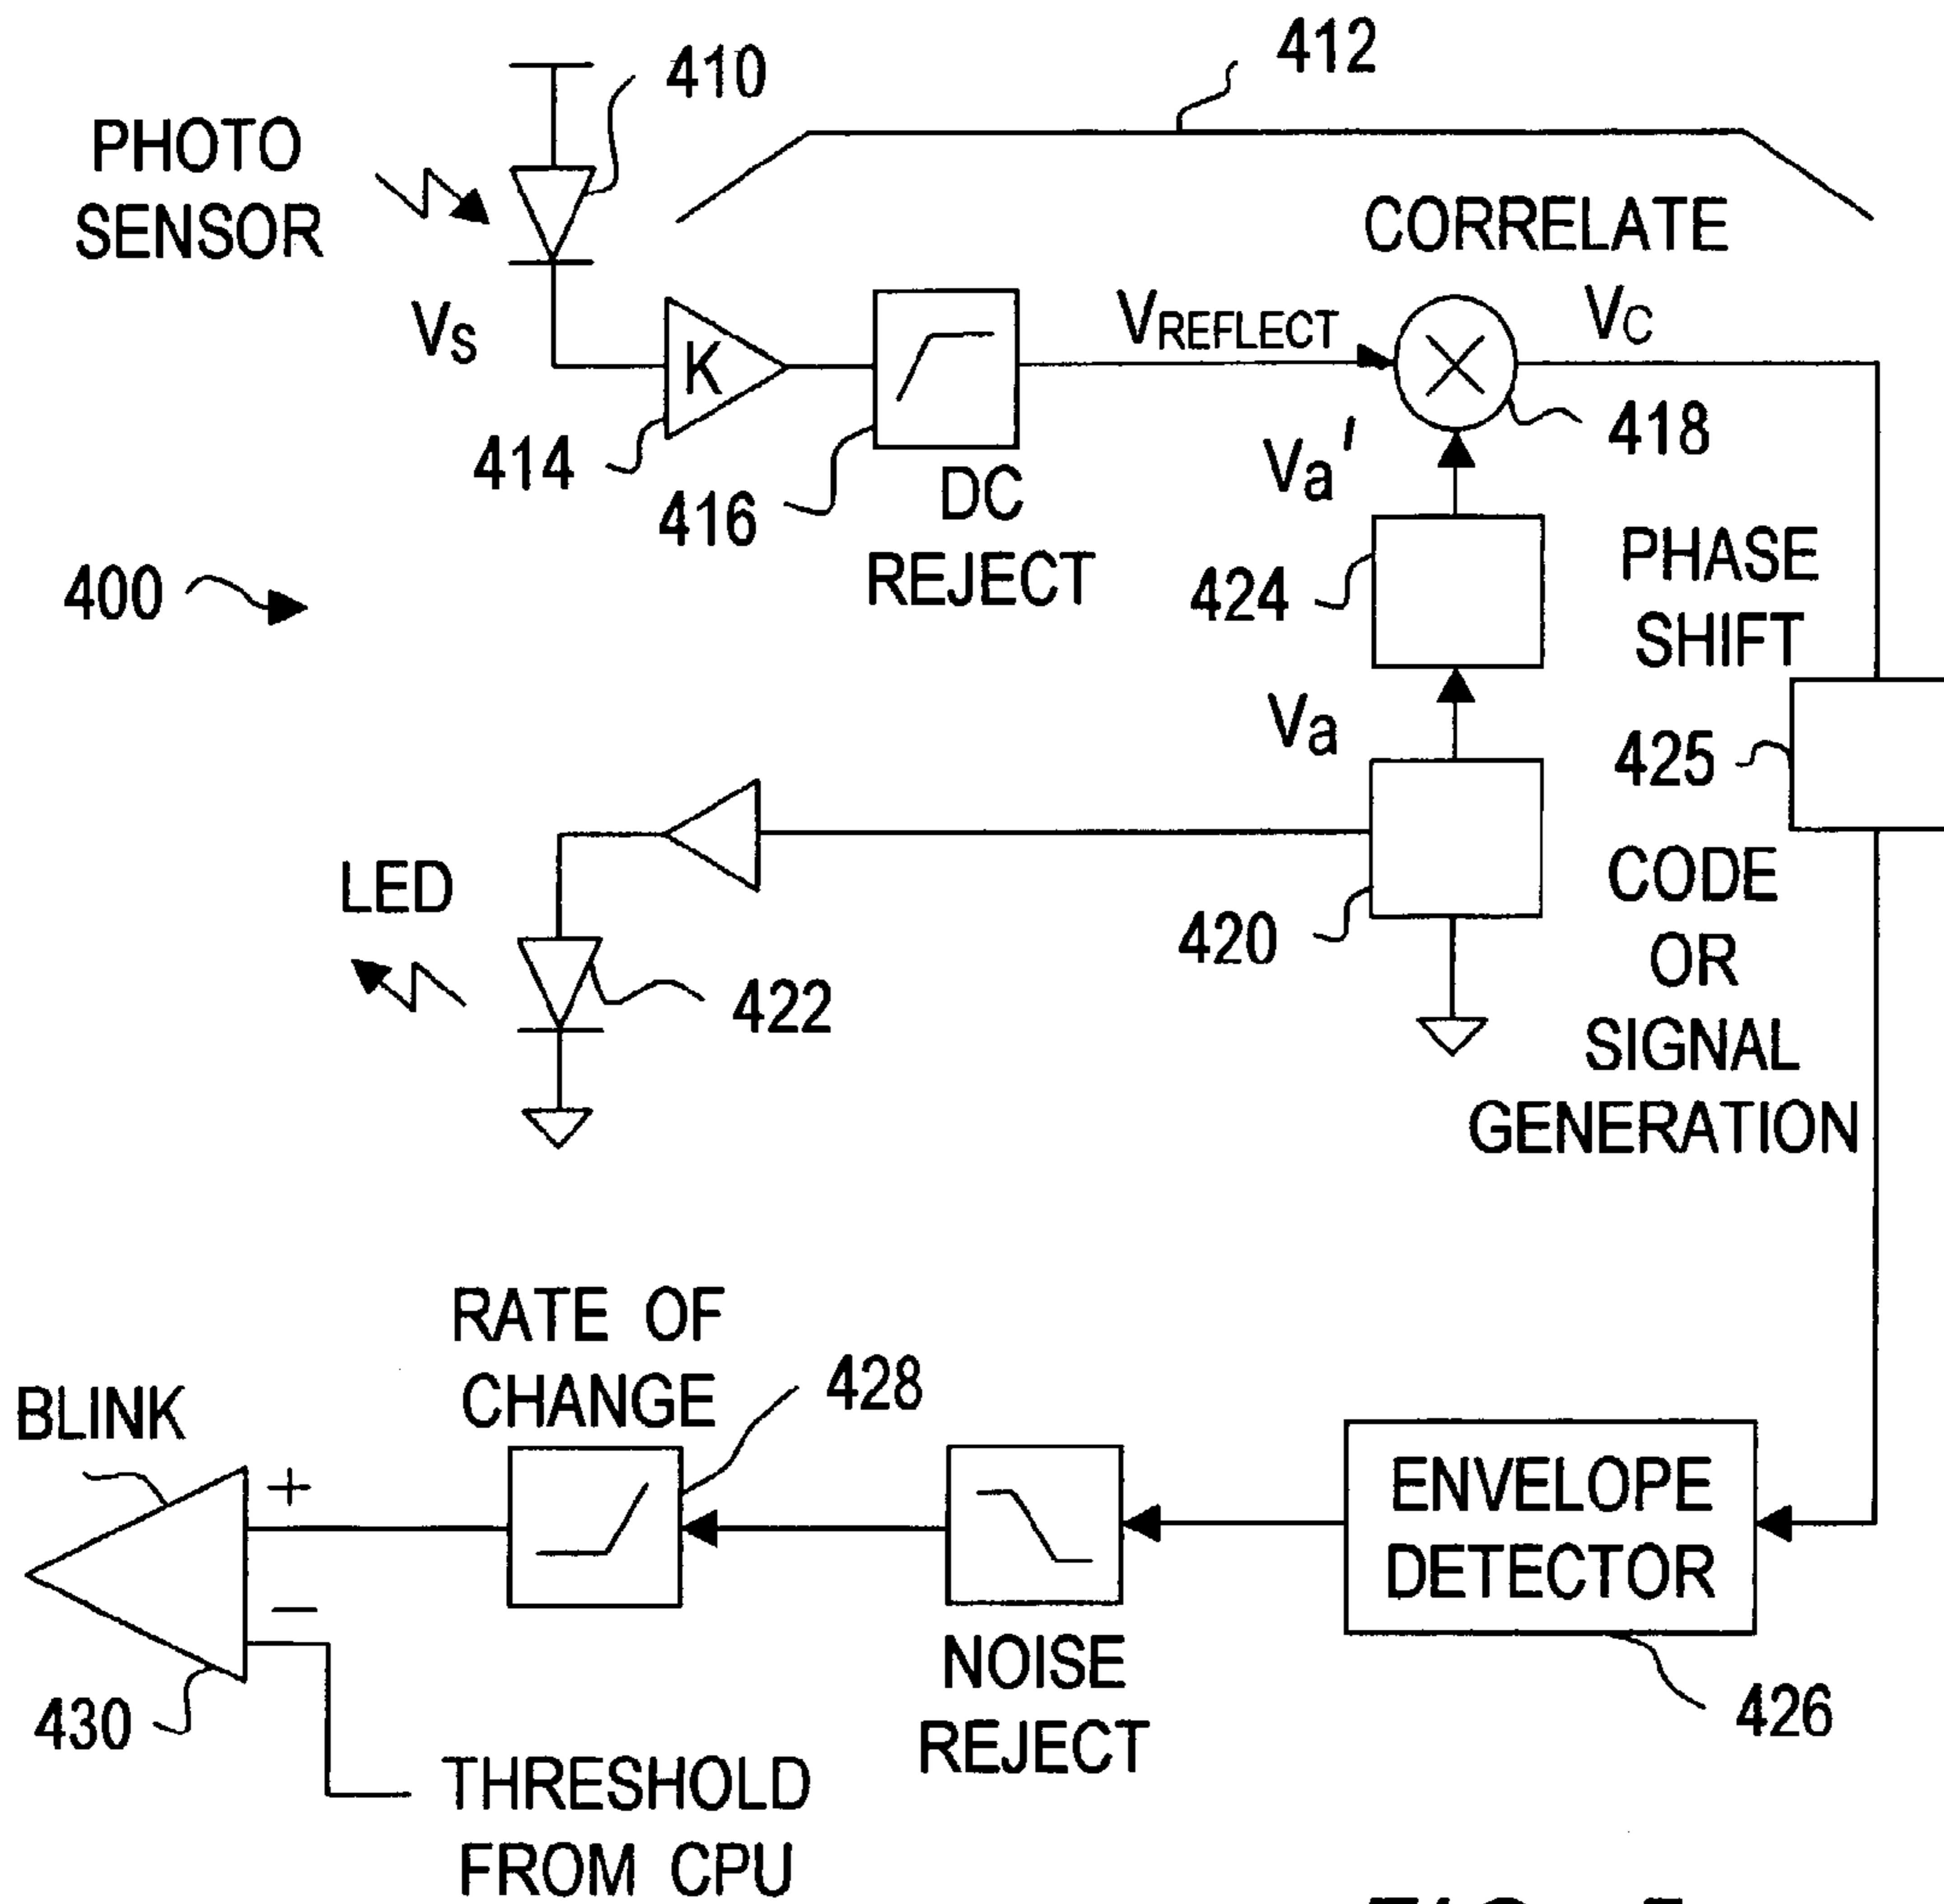 410
412
PHOTO
SENSOR
CORRELATE
VS
K
VREFLECT
VC
414
416
DC
REJECT
Va'
418
400
424
PHASE
SHIFT
Va
425
LED
420
CODE
OR
SIGNAL
GENERATION
422
RATE OF
CHANGE
428
BLINK
+
−
ENVELOPE
DETECTOR
430
NOISE
REJECT
426
THRESHOLD
FROM CPU